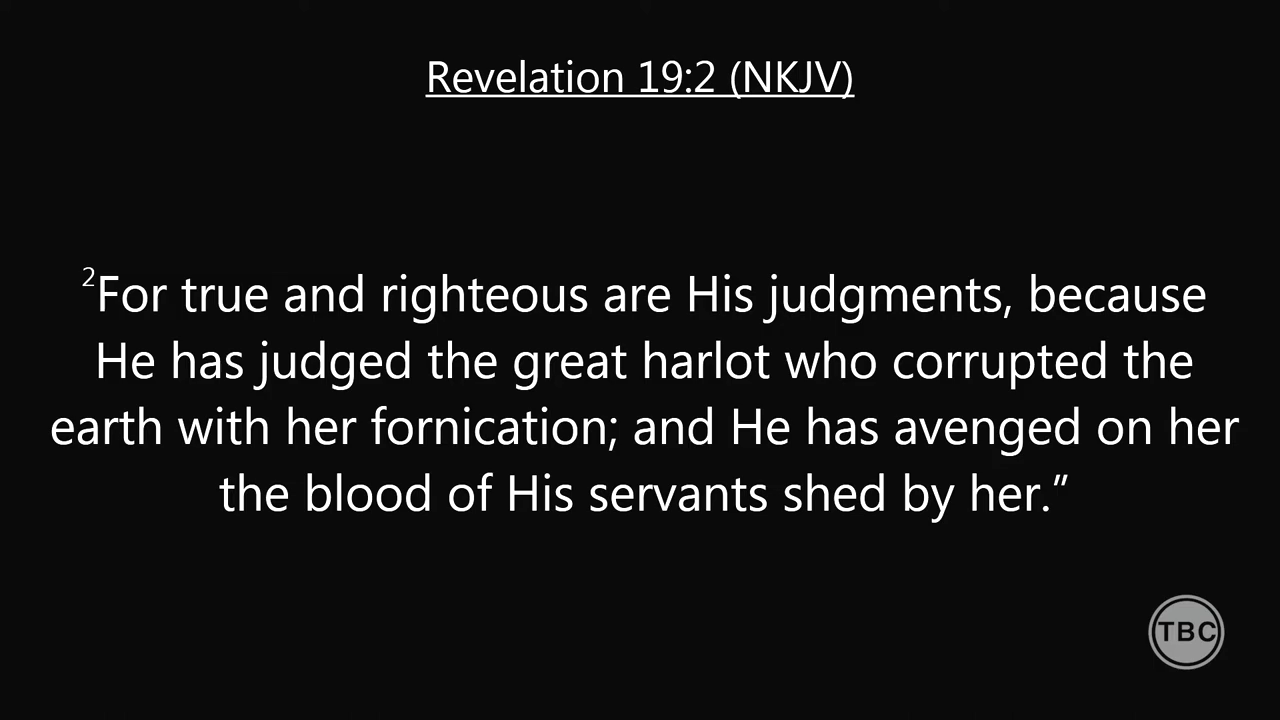 Revelation 19:2 (NKJV)
²For true and righteous are His judgments, because
He has judged the great harlot who corrupted the
earth with her fornication; and He has avenged on her
the blood of His servants shed by her.”
TBC